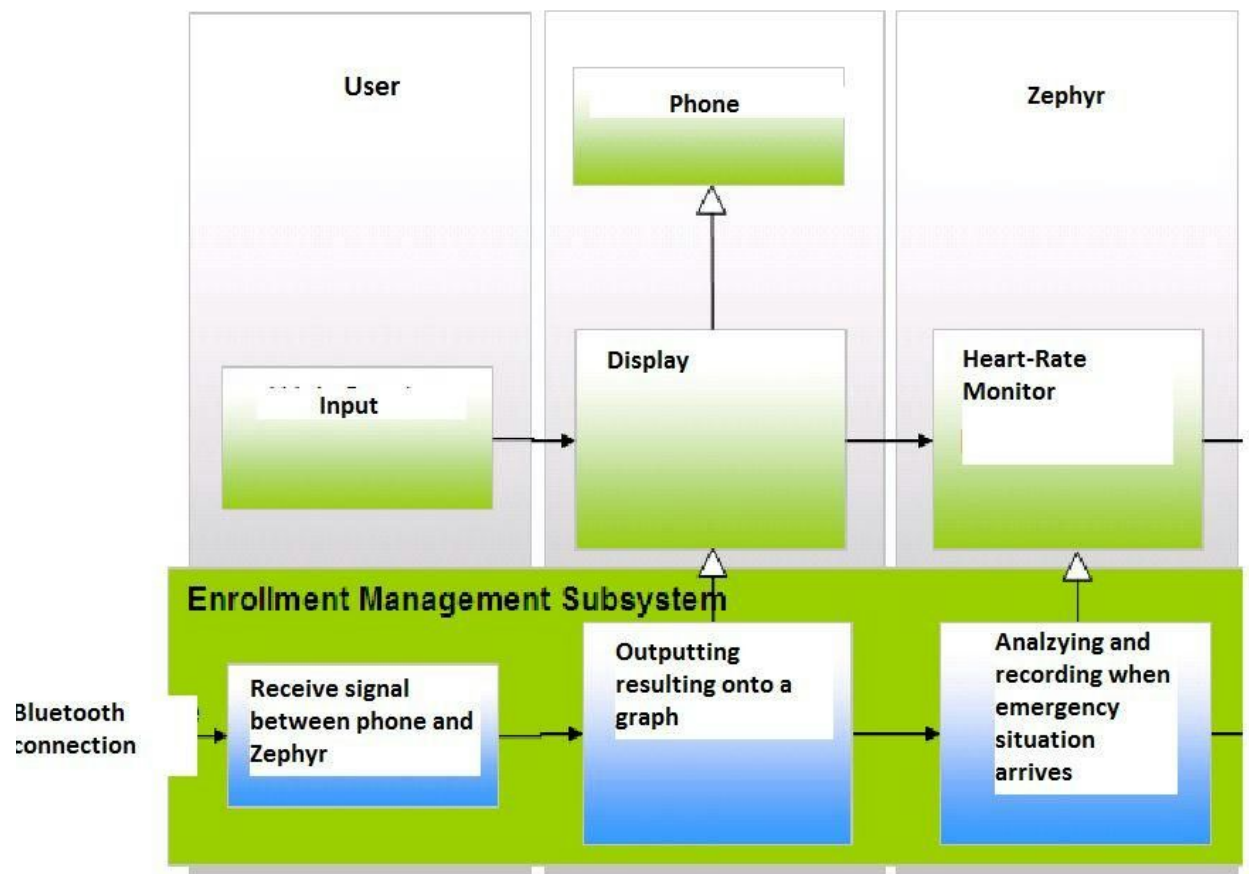 User
Phone
Zephyr
Display
Heart-Rate
Monitor
Input
Enrollment Management Subsystem
Bluetooth
connection
Receive signal
between phone and
Zephyr
Outputting
resulting onto a
graph
Analzying and
recording when
emergency
situation
arrives